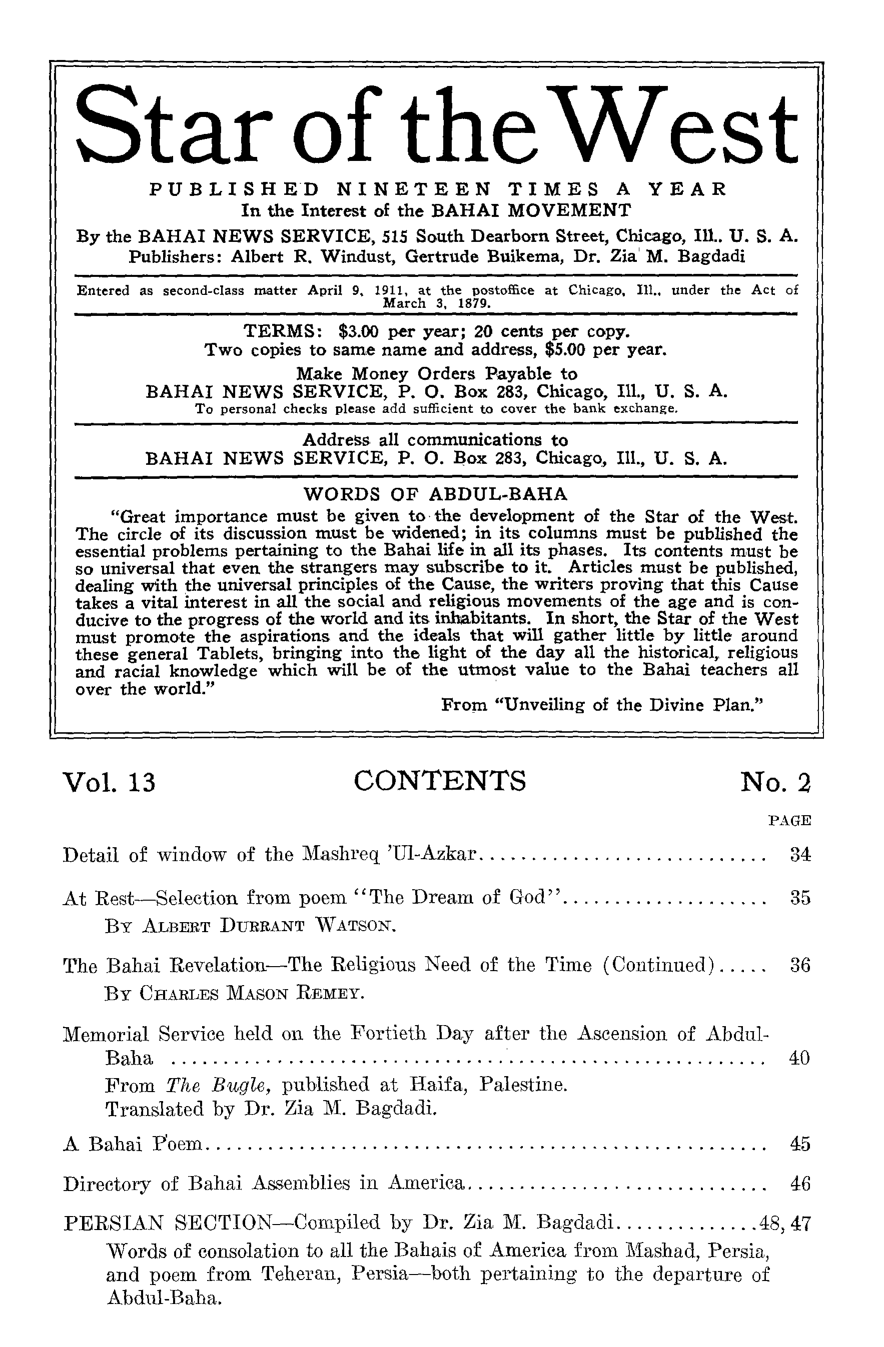 Star of the West
PUBLISHED NINETEEN TIMES A YEAR
In the Interest of the BAHAI MOVEMENT
By the BAHAI NEWS SERVICE, 515 South Dearborn Street, Chicago, Ill.. U. S. A.
Publishers: Albert R. Windust, Gertrude Buikema, Dr. Zia M. Bagdadi
Entered as second-class matter April 9, 1911, at the postoffice at Chicago, Ill., under the Act of
March 3, 1879.
TERMS: $3.00 per year; 20 cents per copy.
Two copies to same name and address, $5.00 per year.
Make Money Orders Payable to
BAHAI NEWS SERVICE, P. O. Box 283, Chicago, Ill., U. S. A.
To personal checks please add sufficient to cover the bank exchange.
Address all communications to
BAHAI NEWS SERVICE, P. O. Box 283, Chicago, Ill., U. S. A.
WORDS OF ABDUL-BAHA
"Great importance must be given to the development of the Star of the West.
The circle of its discussion must be widened; in its columns must be published the
essential problems pertaining to the Bahai life in all its phases. Its contents must be
so universal that even the strangers may subscribe to it. Articles must be published,
dealing with the universal principles of the Cause, the writers proving that this Cause
takes a vital interest in all the social and religious movements of the age and is con-
ducive to the progress of the world and its inhabitants. In short, the Star of the West
must promote the aspirations and the ideals that will gather little by little around
these general Tablets, bringing into the light of the day all the historical, religious
and racial knowledge which will be of the utmost value to the Bahai teachers all
over the world."
From "Unveiling of the Divine Plan."
Vol. 13 CONTENTS No. 2
PAGE
Detail of window of the Mashreq 'Ul-Azkar............................ 34
At Rest—Selection from poem "The Dream of God".................... 35
BY ALBERT DURRANT WATSON.
The Bahai Revelation—The Religious Need of the Time (Continued)..... 36
BY CHARLES MASON REMEY.
Memorial Service held on the Fortieth Day after the Ascension of Abdul-
Baha ......................................................... 40
From The Bugle, published at Haifa, Palestine.
Translated by Dr. Zia M. Bagdadi.
A Bahai Poem...................................................... 45
Directory of Bahai Assemblies in America............................. 46
PERSIAN SECTION—Compiled by Dr. Zia M. Bagdadi..............48, 47
Words of consolation to all the Bahais of America from Mashad, Persia,
and poem from Teheran, Persia—both pertaining to the departure of
Abdul-Baha.